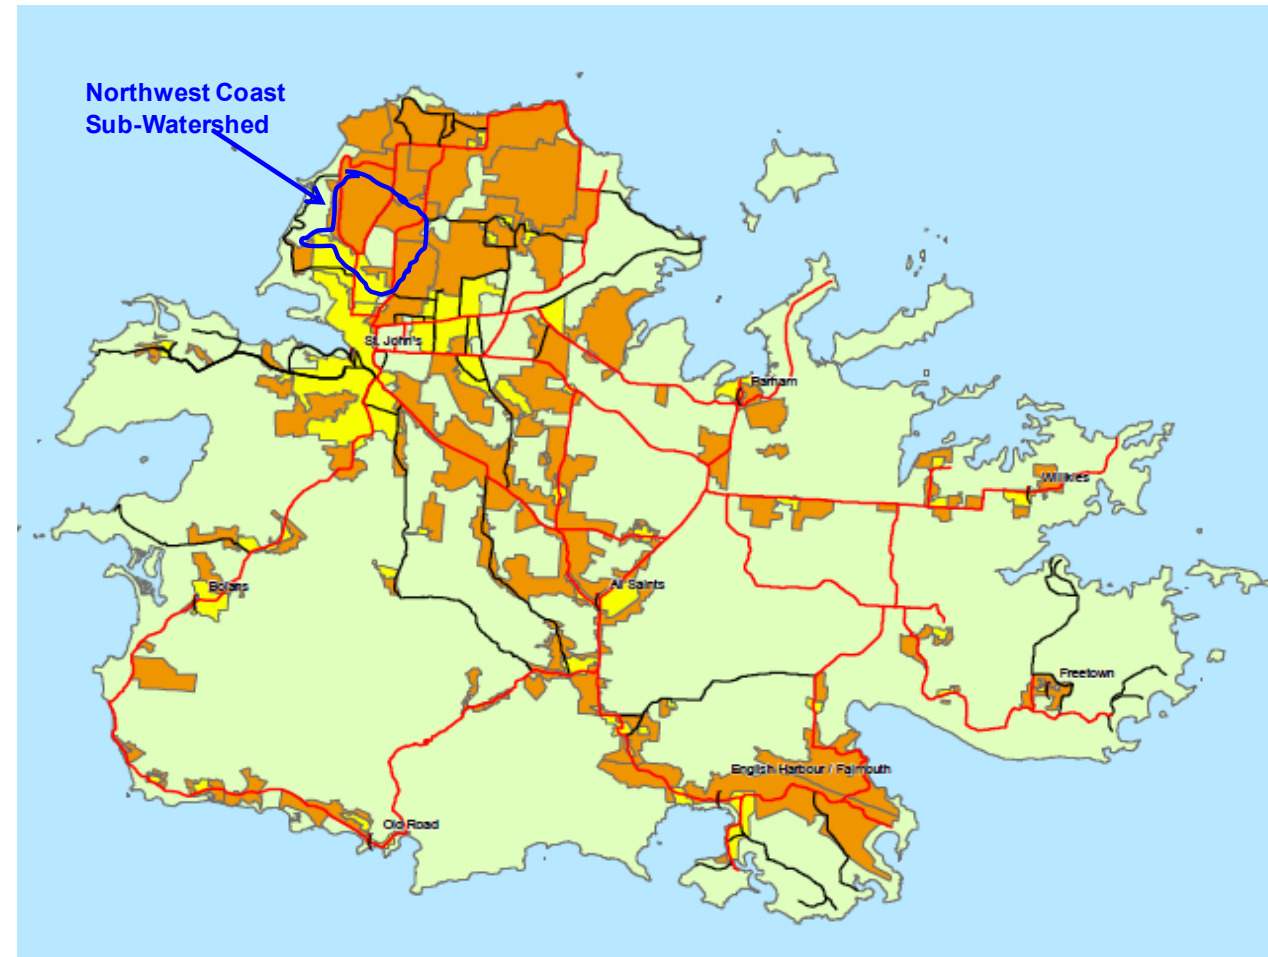 Northwest Coast
Sub-Watershed
St. John's
Parham
Willikies
Bolans
All Saints
Freetown
English Harbour / Falmouth
Old Road